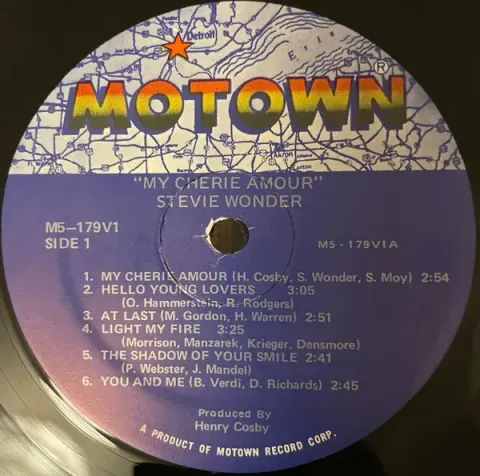 Detroit
Erie
MOTOWN®
Akron
"MY CHERIE AMOUR"
STEVIE WONDER
M5-179V1
SIDE 1
M5-179V1A
1. MY CHERIE AMOUR (H. Cosby, S. Wonder, S. Moy) 2:54
2. HELLO YOUNG LOVERS 3:05
(O. Hammerstein, R. Rodgers)
3. AT LAST (M. Gordon, H. Warren) 2:51
4. LIGHT MY FIRE 3:25
(Morrison, Manzarek, Krieger, Densmore)
5. THE SHADOW OF YOUR SMILE 2:41
(P. Webster, J. Mandel)
6. YOU AND ME (B. Verdi, D. Richards) 2:45
Produced By
Henry Cosby
A PRODUCT OF MOTOWN RECORD CORP.